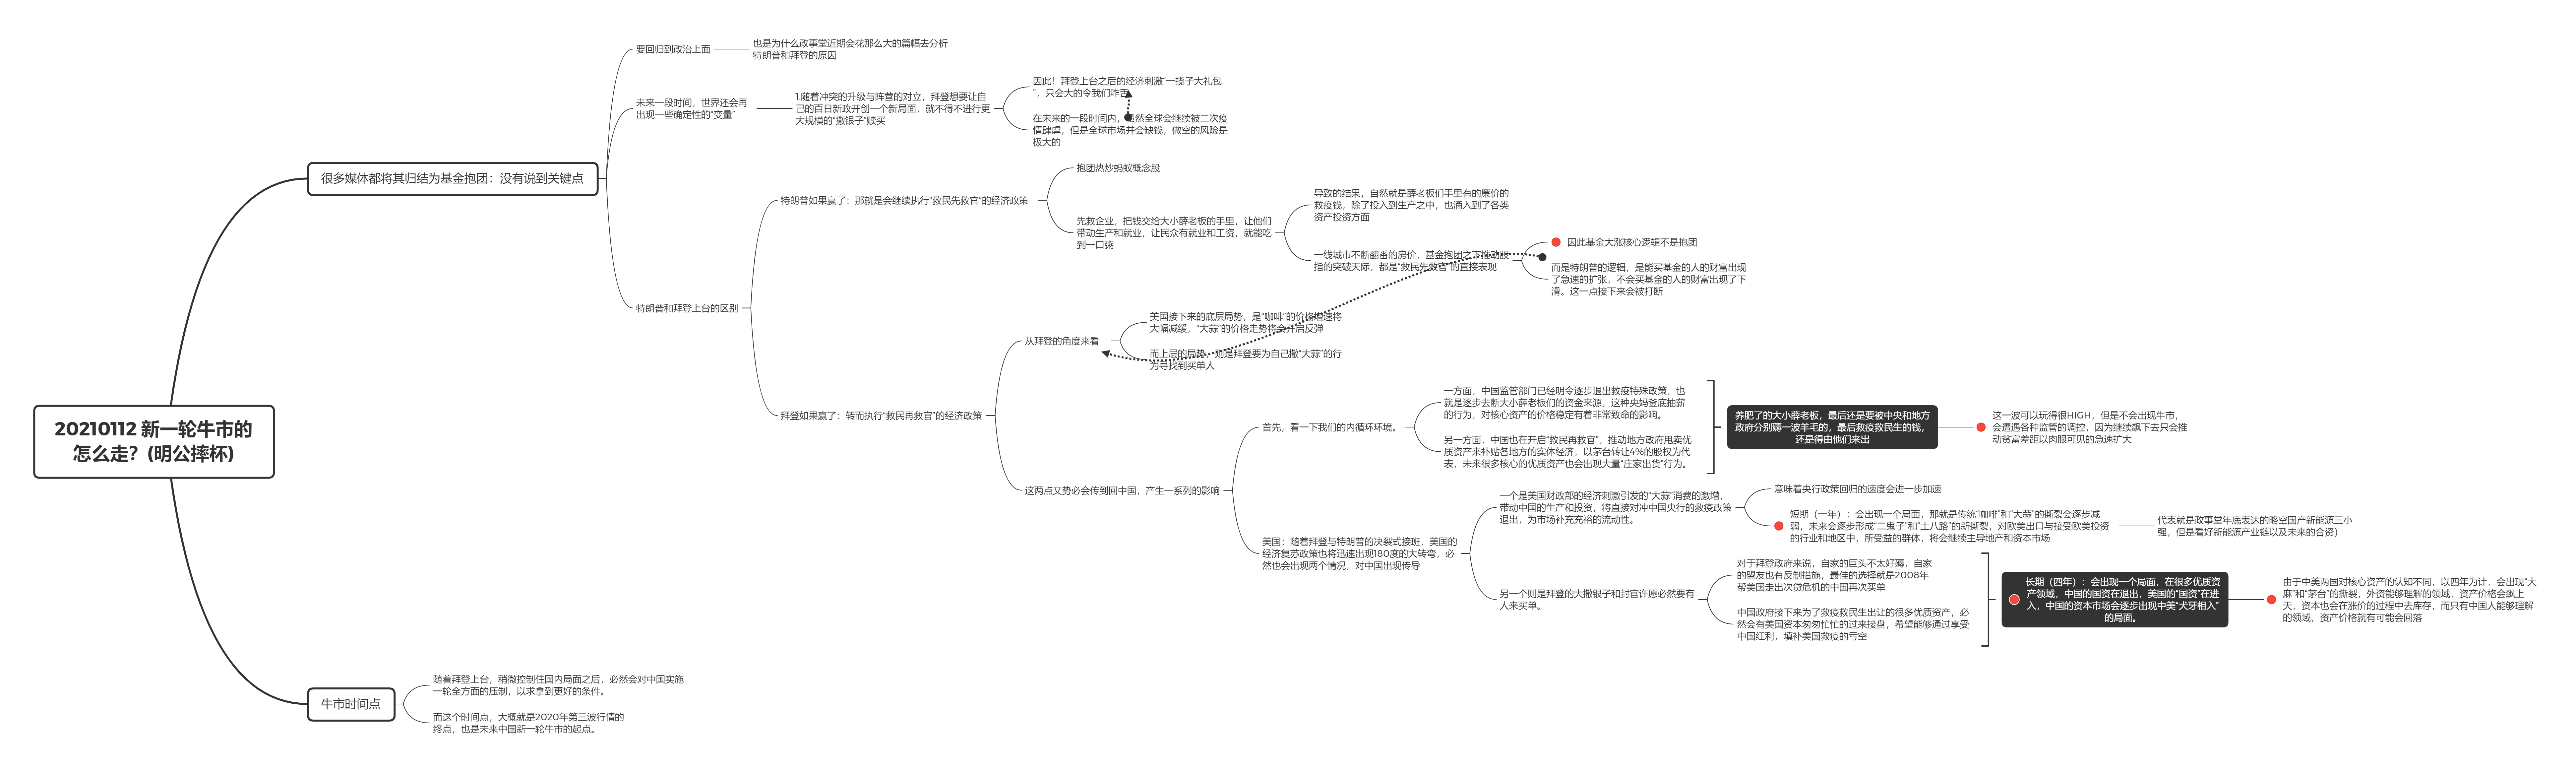 20210112 新一轮牛市的
怎么走？(明公摔杯)
很多媒体都将其归结为基金抱团：没有说到关键点
要回归到政治上面
也是为什么政事堂近期会花那么大的篇幅去分析
特朗普和拜登的原因
未来一段时间，世界还会再
出现一些确定性的“变量”
1.随着冲突的升级与阵营的对立，拜登想要让自
己的百日新政开创一个新局面，就不得不进行更
大规模的“撒银子”赎买
因此！拜登上台之后的经济刺激“一揽子大礼包
”，只会大的令我们咋舌
在未来的一段时间内，虽然全球会继续被二次疫
情肆虐，但是全球市场并会缺钱，做空的风险是
极大的
特朗普和拜登上台的区别
特朗普如果赢了：那就是会继续执行“救民先救官”的经济政策
抱团热炒蚂蚁概念股
先救企业，把钱交给大小薛老板的手里，让他们
带动生产和就业，让民众有就业和工资，就能吃
到一口粥
导致的结果，自然就是薛老板们手里有的廉价的
救疫钱，除了投入到生产之中，也涌入到了各类
资产投资方面
一线城市不断翻番的房价，基金抱团之下推动股
指的突破天际，都是“救民先救官”的直接表现
因此基金大涨核心逻辑不是抱团
而是特朗普的逻辑，是能买基金的人的财富出现
了急速的扩张，不会买基金的人的财富出现了下
滑。这一点接下来会被打断
拜登如果赢了：转而执行“救民再救官”的经济政策
从拜登的角度来看
美国接下来的底层局势，是“咖啡”的价格增速将
大幅减缓，“大蒜”的价格走势将会开启反弹
而上层的局势，则是拜登要为自己撒“大蒜”的行
为寻找到买单人
这两点又势必会传到回中国，产生一系列的影响
首先，看一下我们的内循环环境。
一方面，中国监管部门已经明令逐步退出救疫特殊政策，也
就是逐步去断大小薛老板们的资金来源，这种央妈釜底抽薪
的行为，对核心资产的价格稳定有着非常致命的影响。
另一方面，中国也在开启“救民再救官”，推动地方政府甩卖优
质资产来补贴各地方的实体经济，以茅台转让4%的股权为代
表，未来很多核心的优质资产也会出现大量“庄家出货”行为。
养肥了的大小薛老板，最后还是要被中央和地方
政府分别薅一波羊毛的，最后救疫救民生的钱，
还是得由他们来出
这一波可以玩得很HIGH，但是不会出现牛市，
会遭遇各种监管的调控，因为继续飙下去只会推
动贫富差距以肉眼可见的急速扩大
美国：随着拜登与特朗普的决裂式接班，美国的
经济复苏政策也将迅速出现180度的大转弯，必
然也会出现两个情况，对中国出现传导
一个是美国财政部的经济刺激引发的“大蒜”消费的激增，
带动中国的生产和投资，将直接对冲中国央行的救疫政策
退出，为市场补充充裕的流动性。
意味着央行政策回归的速度会进一步加速
短期（一年）：会出现一个局面，那就是传统“咖啡”和“大蒜”的撕裂会逐步减
弱，未来会逐步形成“二鬼子”和“土八路”的新撕裂，对欧美出口与接受欧美投资
的行业和地区中，所受益的群体，将会继续主导地产和资本市场
代表就是政事堂年底表达的略空国产新能源三小
强，但是看好新能源产业链以及未来的合资）
另一个则是拜登的大撒银子和封官许愿必然要有
人来买单。
对于拜登政府来说，自家的巨头不太好薅，自家
的盟友也有反制措施，最佳的选择就是2008年
帮美国走出次贷危机的中国再次买单
中国政府接下来为了救疫救民生出让的很多优质资产，必
然会有美国资本匆匆忙忙的过来接盘，希望能够通过享受
中国红利，填补美国救疫的亏空
长期（四年）：会出现一个局面，在很多优质资
产领域，中国的国资在退出，美国的“国资”在进
入，中国的资本市场会逐步出现中美“犬牙相入”
的局面。
由于中美两国对核心资产的认知不同，以四年为计，会出现“大
麻”和“茅台”的撕裂，外资能够理解的领域，资产价格会飙上
天，资本也会在涨价的过程中去库存，而只有中国人能够理解
的领域，资产价格就有可能会回落
牛市时间点
随着拜登上台，稍微控制住国内局面之后，必然会对中国实施
一轮全方面的压制，以求拿到更好的条件。
而这个时间点，大概就是2020年第三波行情的
终点，也是未来中国新一轮牛市的起点。